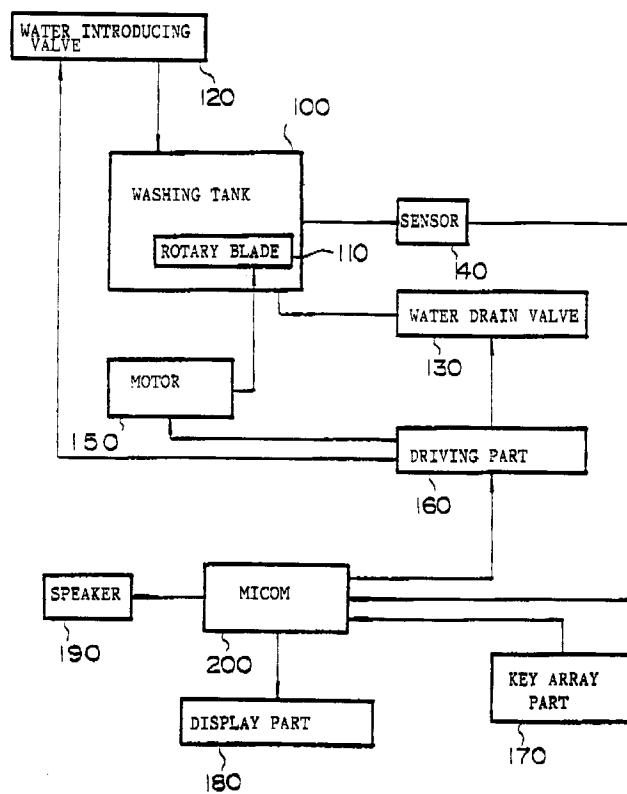 WATER INTRODUCING
VALVE
120
100
WASHING TANK
SENSOR
ROTARY BLADE
110
140
WATER DRAIN VALVE
130
MOTOR
150
DRIVING PART
160
SPEAKER
MICOM
190
200
KEY ARRAY
PART
DISPLAY PART
170
180